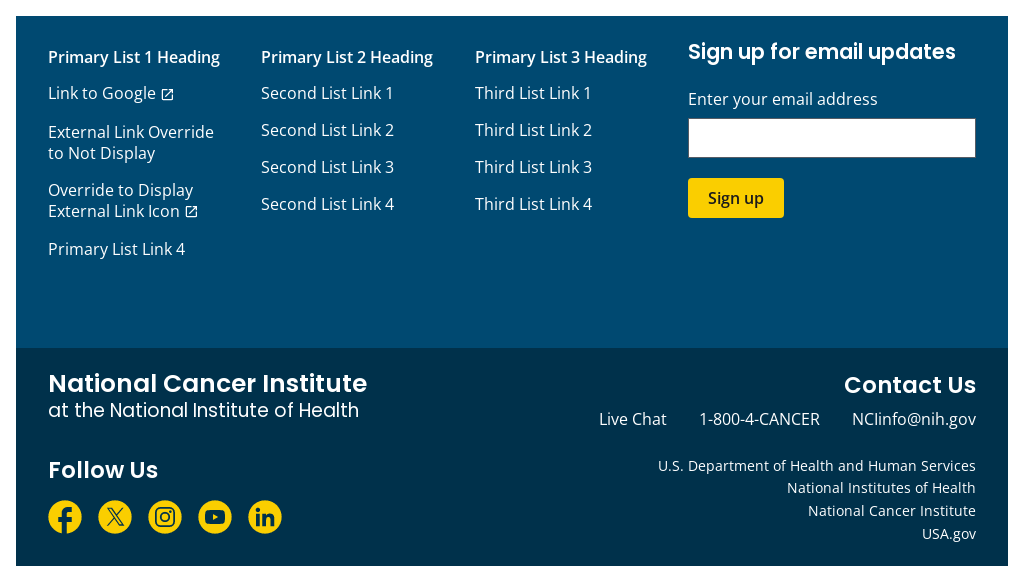 Primary List 1 Heading
Link to Google
External Link Override
to Not Display
Override to Display
External Link Icon
Primary List Link 4
Primary List 2 Heading
Second List Link 1
Second List Link 2
Second List Link 3
Second List Link 4
Primary List 3 Heading
Third List Link 1
Third List Link 2
Third List Link 3
Third List Link 4
Sign up for email updates
Enter your email address
Sign up
National Cancer Institute
at the National Institute of Health
Follow Us
Contact Us
Live Chat 1-800-4-CANCER NCIinfo@nih.gov
U.S. Department of Health and Human Services
National Institutes of Health
National Cancer Institute
USA.gov